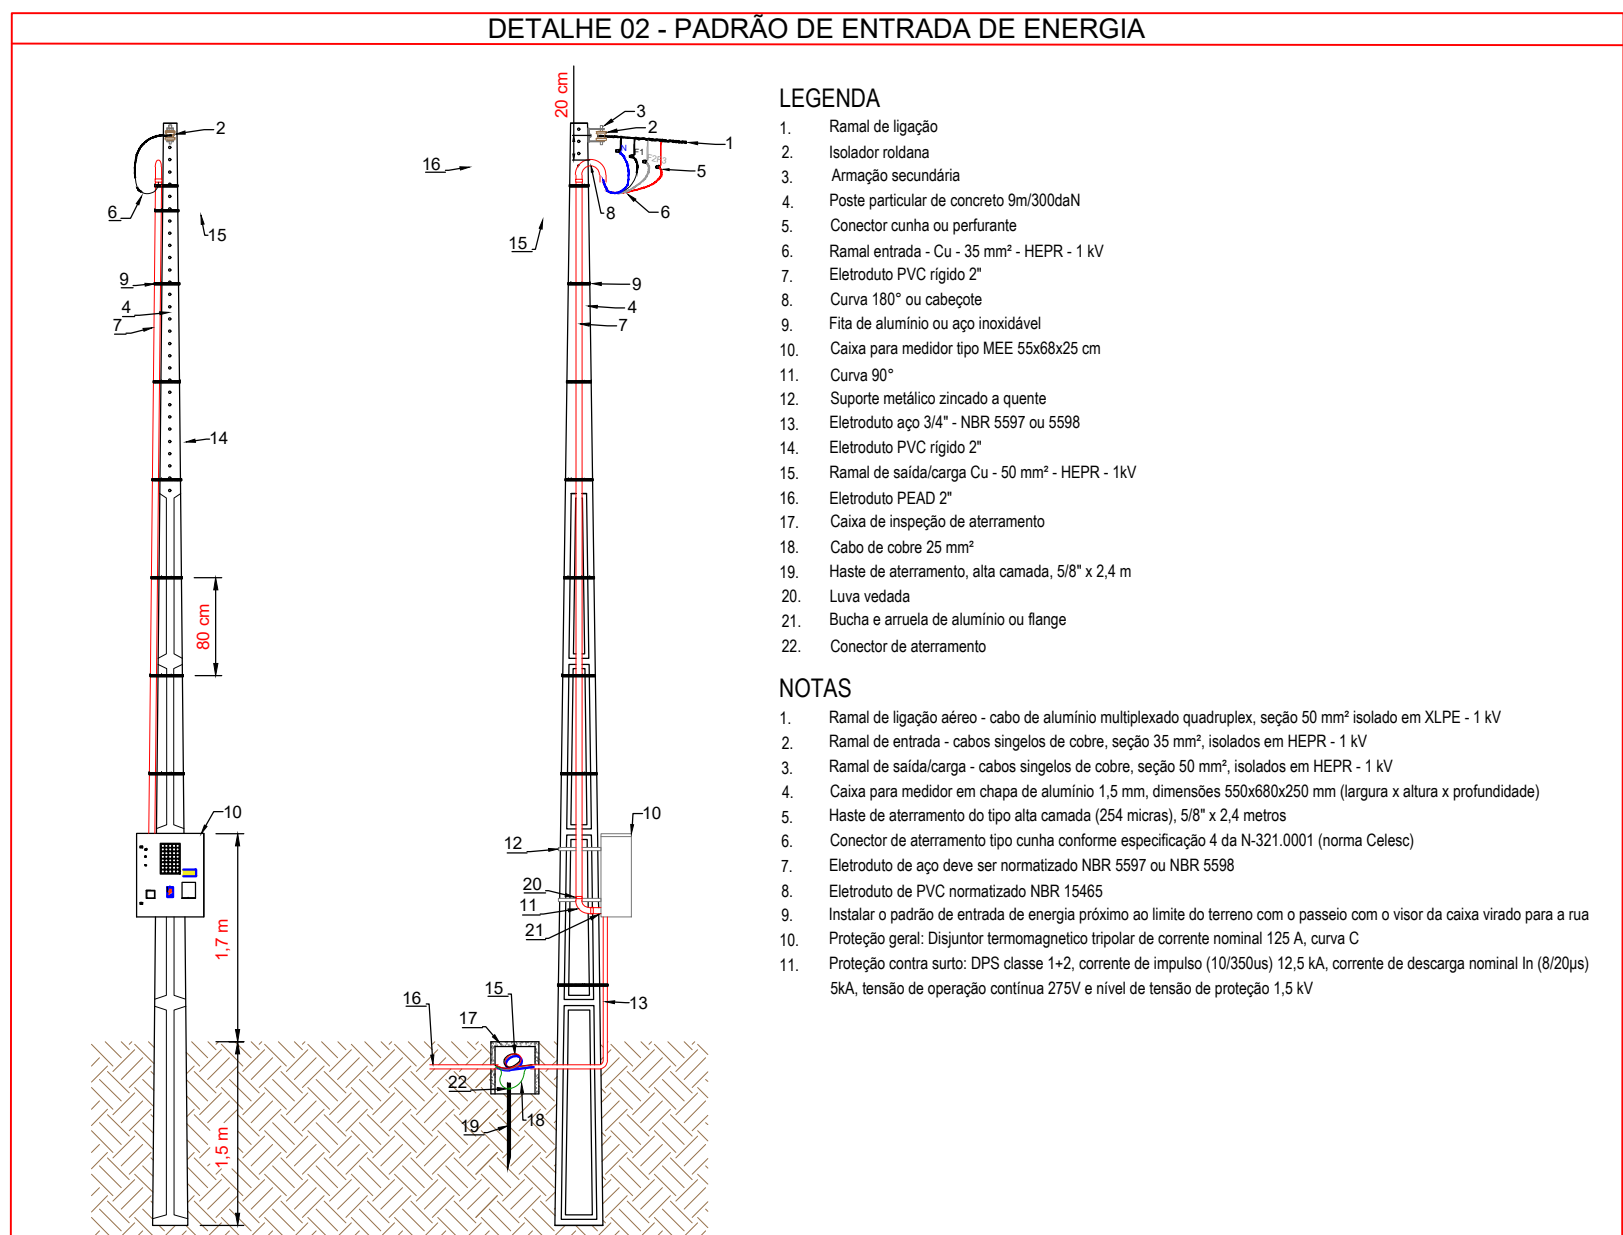 DETALHE 02 - PADRÃO DE ENTRADA DE ENERGIA
20 cm
2
3
2
1
16
5
6
8
6
15
15
9
9
4
4
7
7
14
80 cm
10
10
12
20
11
21
1,7 m
15
16
13
17
22
18
19
1,5 m
N
F1
F2
F3
LEGENDA
1. Ramal de ligação
2. Isolador roldana
3. Armação secundária
4. Poste particular de concreto 9m/300daN
5. Conector cunha ou perfurante
6. Ramal entrada - Cu - 35 mm² - HEPR - 1 kV
7. Eletroduto PVC rígido 2"
8. Curva 180° ou cabeçote
9. Fita de alumínio ou aço inoxidável
10. Caixa para medidor tipo MEE 55x68x25 cm
11. Curva 90°
12. Suporte metálico zincado a quente
13. Eletroduto aço 3/4" - NBR 5597 ou 5598
14. Eletroduto PVC rígido 2"
15. Ramal de saída/carga Cu - 50 mm² - HEPR - 1kV
16. Eletroduto PEAD 2"
17. Caixa de inspeção de aterramento
18. Cabo de cobre 25 mm²
19. Haste de aterramento, alta camada, 5/8" x 2,4 m
20. Luva vedada
21. Bucha e arruela de alumínio ou flange
22. Conector de aterramento
NOTAS
1. Ramal de ligação aéreo - cabo de alumínio multiplexado quadruplex, seção 50 mm² isolado em XLPE - 1 kV
2. Ramal de entrada - cabos singelos de cobre, seção 35 mm², isolados em HEPR - 1 kV
3. Ramal de saída/carga - cabos singelos de cobre, seção 50 mm², isolados em HEPR - 1 kV
4. Caixa para medidor em chapa de alumínio 1,5 mm, dimensões 550x680x250 mm (largura x altura x profundidade)
5. Haste de aterramento do tipo alta camada (254 micras), 5/8" x 2,4 metros
6. Conector de aterramento tipo cunha conforme especificação 4 da N-321.0001 (norma Celesc)
7. Eletroduto de aço deve ser normatizado NBR 5597 ou NBR 5598
8. Eletroduto de PVC normatizado NBR 15465
9. Instalar o padrão de entrada de energia próximo ao limite do terreno com o passeio com o visor da caixa virado para a rua
10. Proteção geral: Disjuntor termomagnetico tripolar de corrente nominal 125 A, curva C
11. Proteção contra surto: DPS classe 1+2, corrente de impulso (10/350us) 12,5 kA, corrente de descarga nominal In (8/20µs)
5kA, tensão de operação contínua 275V e nível de tensão de proteção 1,5 kV